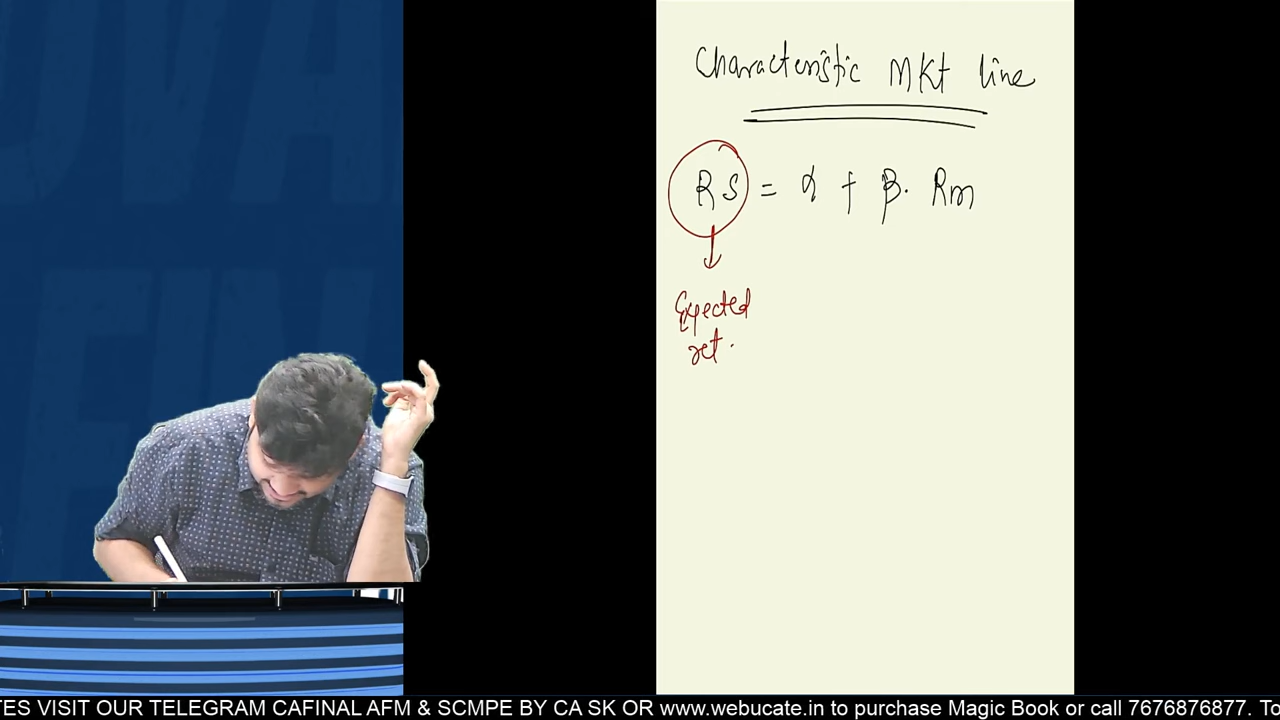 Characteristic MKt line
RS = α + β. Rm
Expected
ret.
TES VISIT OUR TELEGRAM CAFINAL AFM & SCMPE BY CA SK OR www.webucate.in to purchase Magic Book or call 7676876877. To